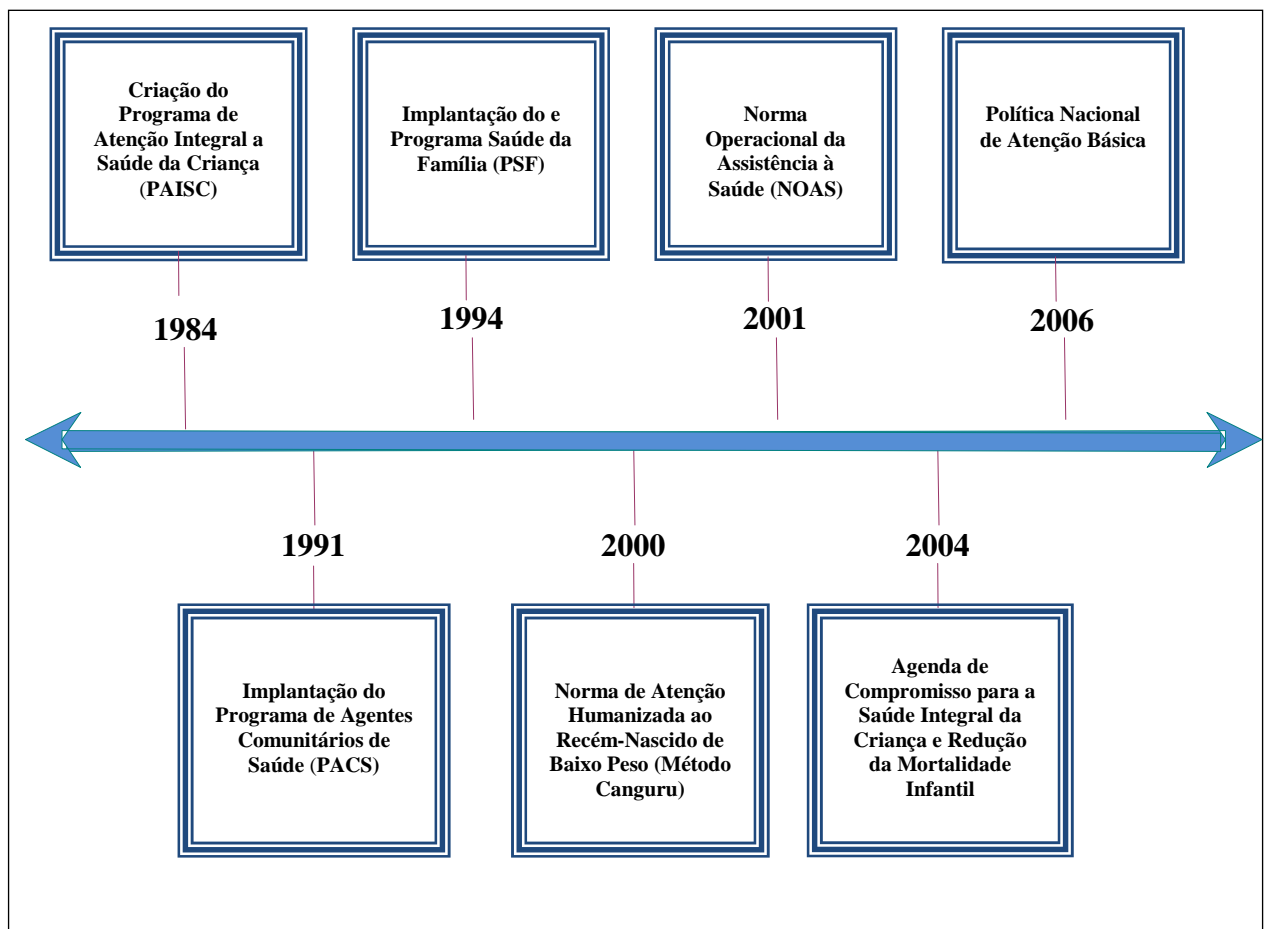 Criação do
Programa de
Atenção Integral a
Saúde da Criança
(PAISC)
Implantação do e
Programa Saúde da
Família (PSF)
Norma
Operacional da
Assistência à
Saúde (NOAS)
Política Nacional
de Atenção Básica
1984
1994
2001
2006
1991
2000
2004
Implantação do
Programa de Agentes
Comunitários de
Saúde (PACS)
Norma de Atenção
Humanizada ao
Recém-Nascido de
Baixo Peso (Método
Canguru)
Agenda de
Compromisso para a
Saúde Integral da
Criança e Redução
da Mortalidade
Infantil